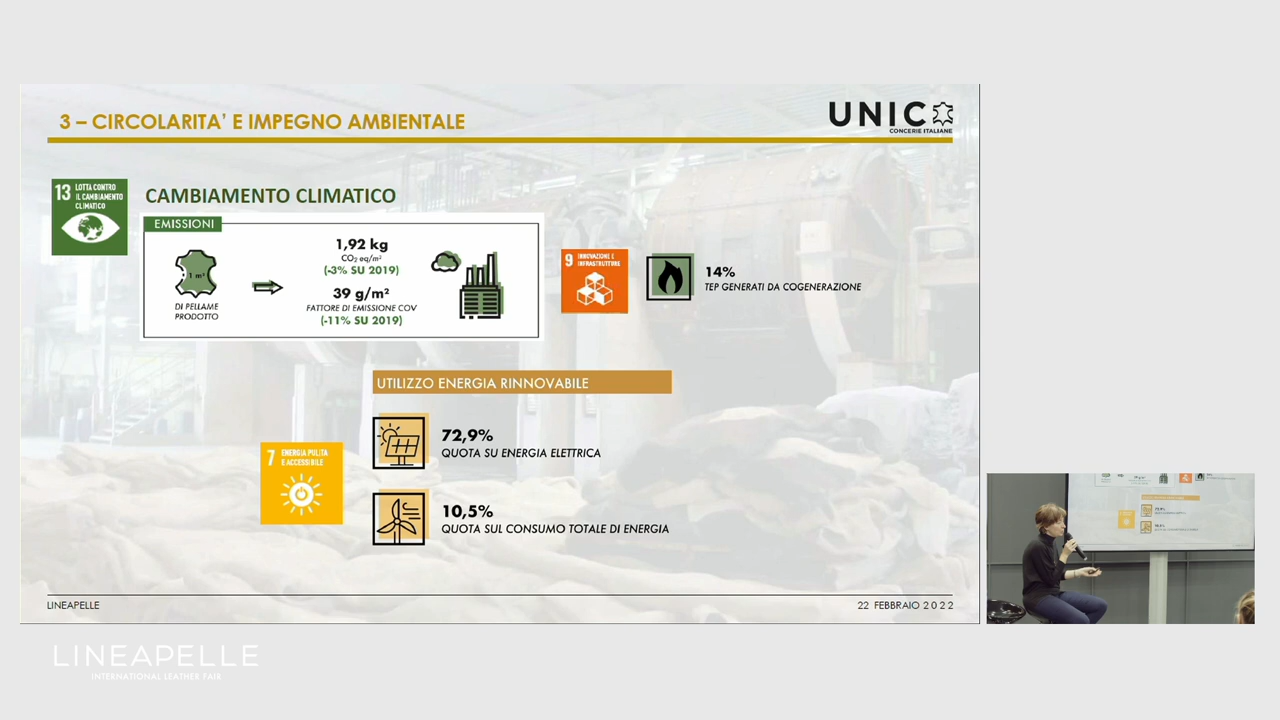 3 – CIRCOLARITA’ E IMPEGNO AMBIENTALE
UNIC
CONCERIE ITALIANE
13 LOTTA CONTRO
IL CAMBIAMENTO
CLIMATICO
CAMBIAMENTO CLIMATICO
EMISSIONI
1 m²
DI PELLAME
PRODOTTO
1,92 kg
CO₂ eq/m²
(-3% SU 2019)
39 g/m²
FATTORE DI EMISSIONE COV
(-11% SU 2019)
9 INNOVAZIONE E
INFRASTRUTTURE
14%
TEP GENERATI DA COGENERAZIONE
UTILIZZO ENERGIA RINNOVABILE
7 ENERGIA PULITA
E ACCESSIBILE
72,9%
QUOTA SU ENERGIA ELETTRICA
10,5%
QUOTA SUL CONSUMO TOTALE DI ENERGIA
LINEAPELLE
22 FEBBRAIO 2022
LINEAPELLE
INTERNATIONAL LEATHER FAIR